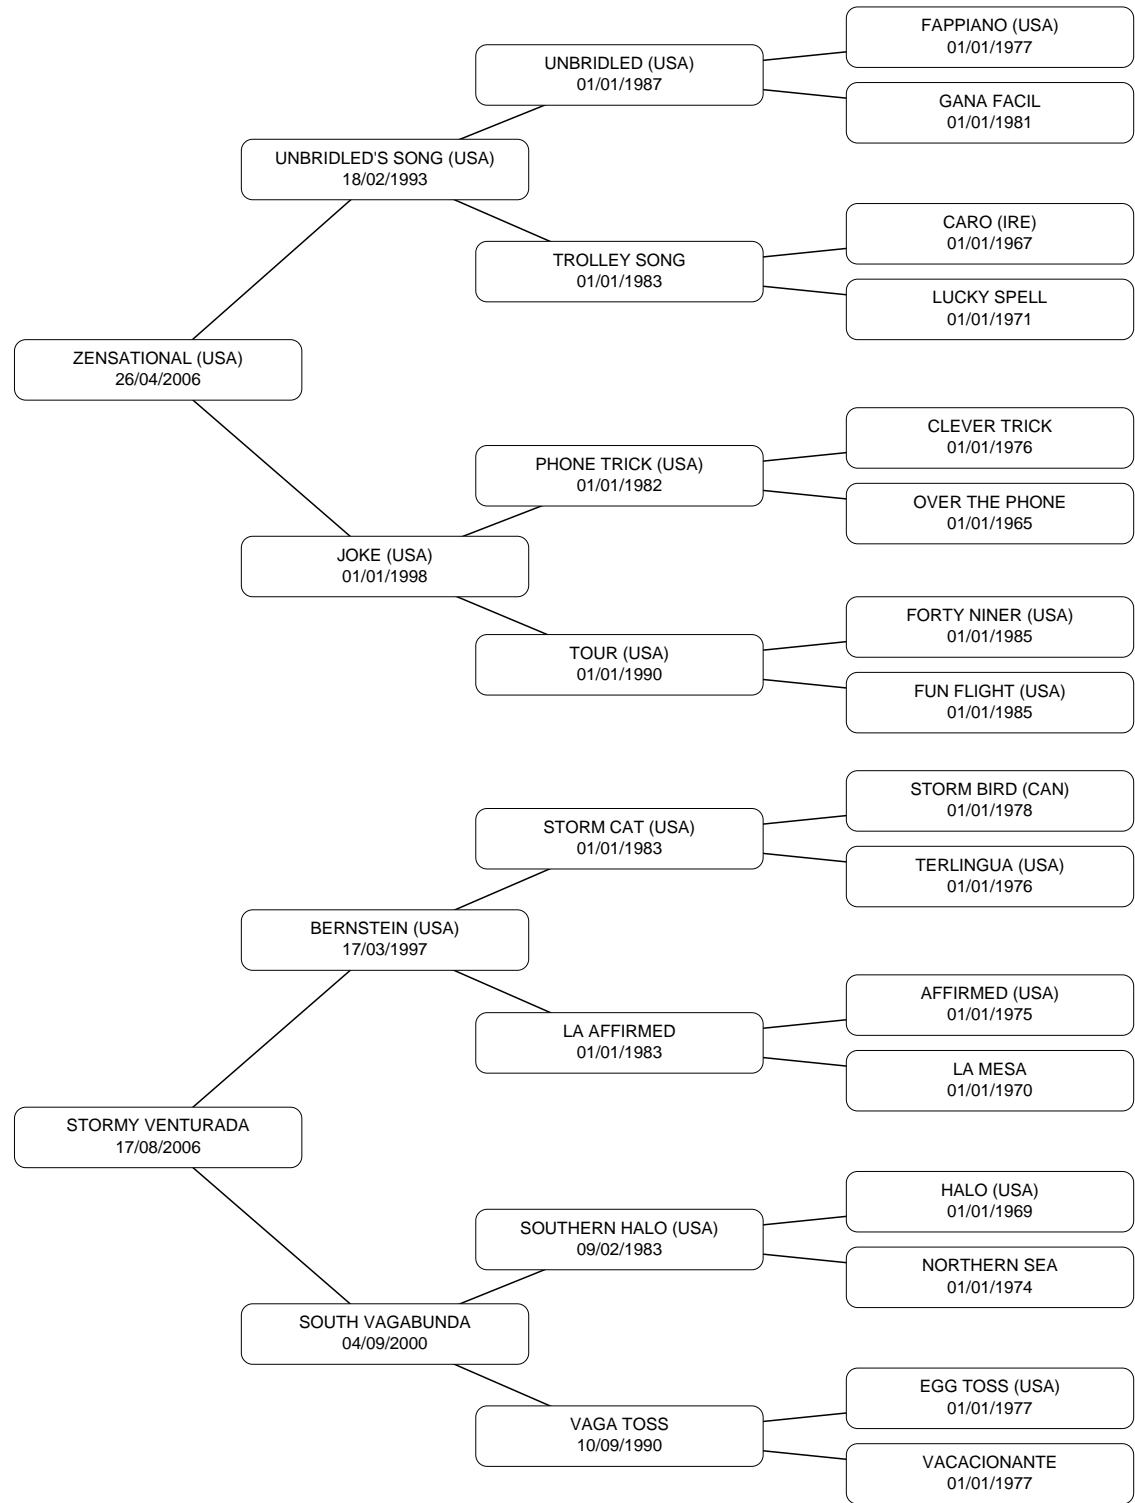 FAPPIANO (USA)
01/01/1977
UNBRIDLED (USA)
01/01/1987
GANA FACIL
01/01/1981
UNBRIDLED'S SONG (USA)
18/02/1993
CARO (IRE)
01/01/1967
TROLLEY SONG
01/01/1983
LUCKY SPELL
01/01/1971
ZENSATIONAL (USA)
26/04/2006
CLEVER TRICK
01/01/1976
PHONE TRICK (USA)
01/01/1982
OVER THE PHONE
01/01/1965
JOKE (USA)
01/01/1998
FORTY NINER (USA)
01/01/1985
TOUR (USA)
01/01/1990
FUN FLIGHT (USA)
01/01/1985
STORM BIRD (CAN)
01/01/1978
STORM CAT (USA)
01/01/1983
TERLINGUA (USA)
01/01/1976
BERNSTEIN (USA)
17/03/1997
AFFIRMED (USA)
01/01/1975
LA AFFIRMED
01/01/1983
LA MESA
01/01/1970
STORMY VENTURADA
17/08/2006
HALO (USA)
01/01/1969
SOUTHERN HALO (USA)
09/02/1983
NORTHERN SEA
01/01/1974
SOUTH VAGABUNDA
04/09/2000
EGG TOSS (USA)
01/01/1977
VAGA TOSS
10/09/1990
VACACIONANTE
01/01/1977